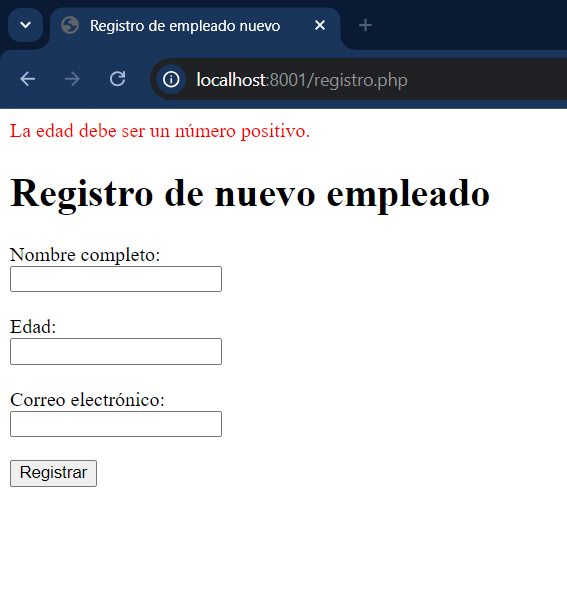 Registro de empleado nuevo
localhost:8001/registro.php
La edad debe ser un número positivo.
Registro de nuevo empleado
Nombre completo:
Edad:
Correo electrónico:
Registrar